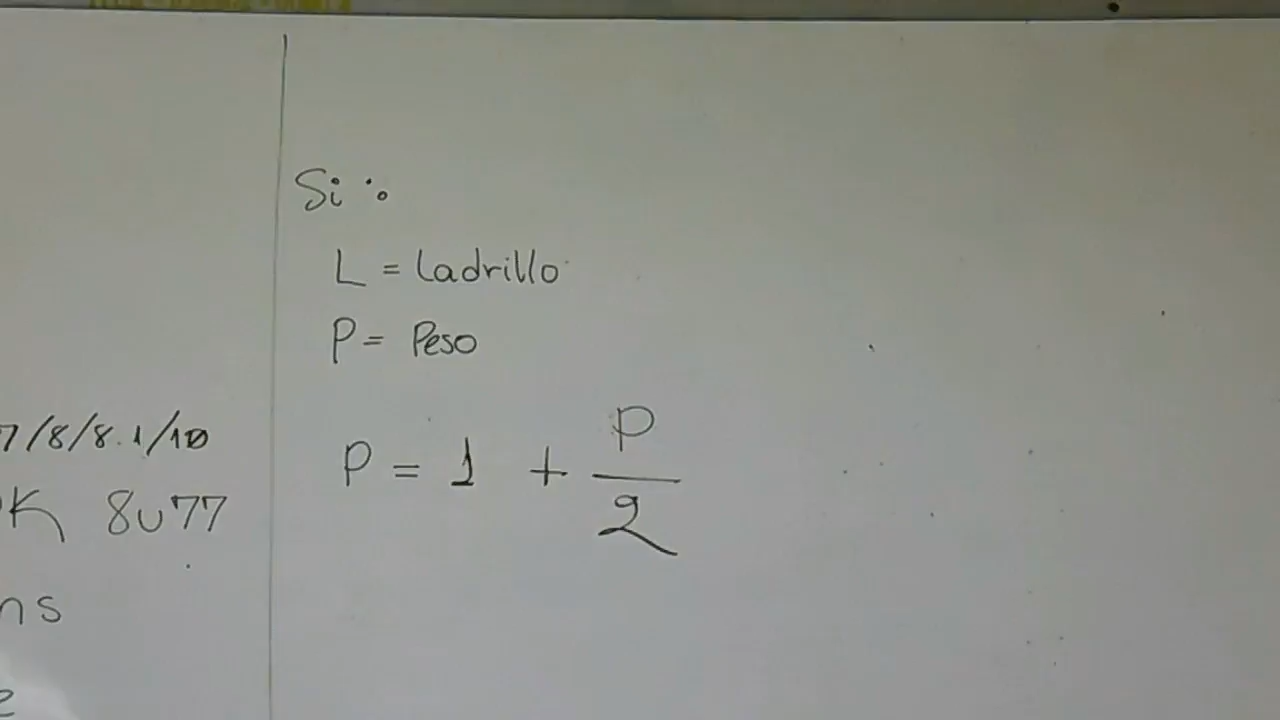 Si:
L = Ladrillo
P = Peso
P = 1 + P/2
7/8/8.1/10
K 8u77
ns